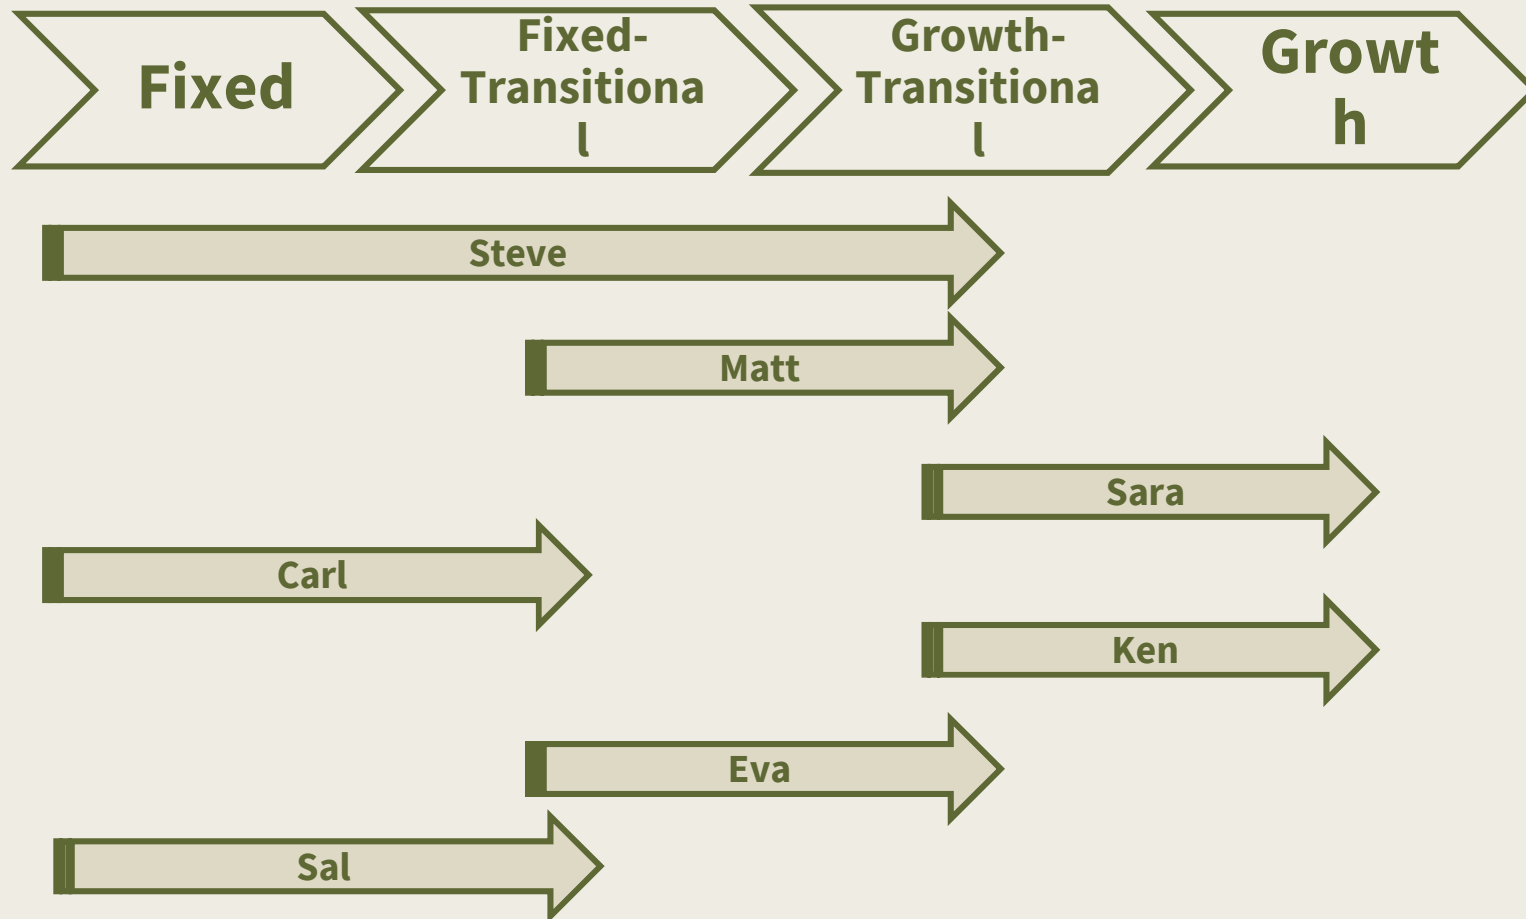 Fixed
Fixed-
Transitiona
l
Growth-
Transitiona
l
Growt
h
Steve
Matt
Sara
Carl
Ken
Eva
Sal